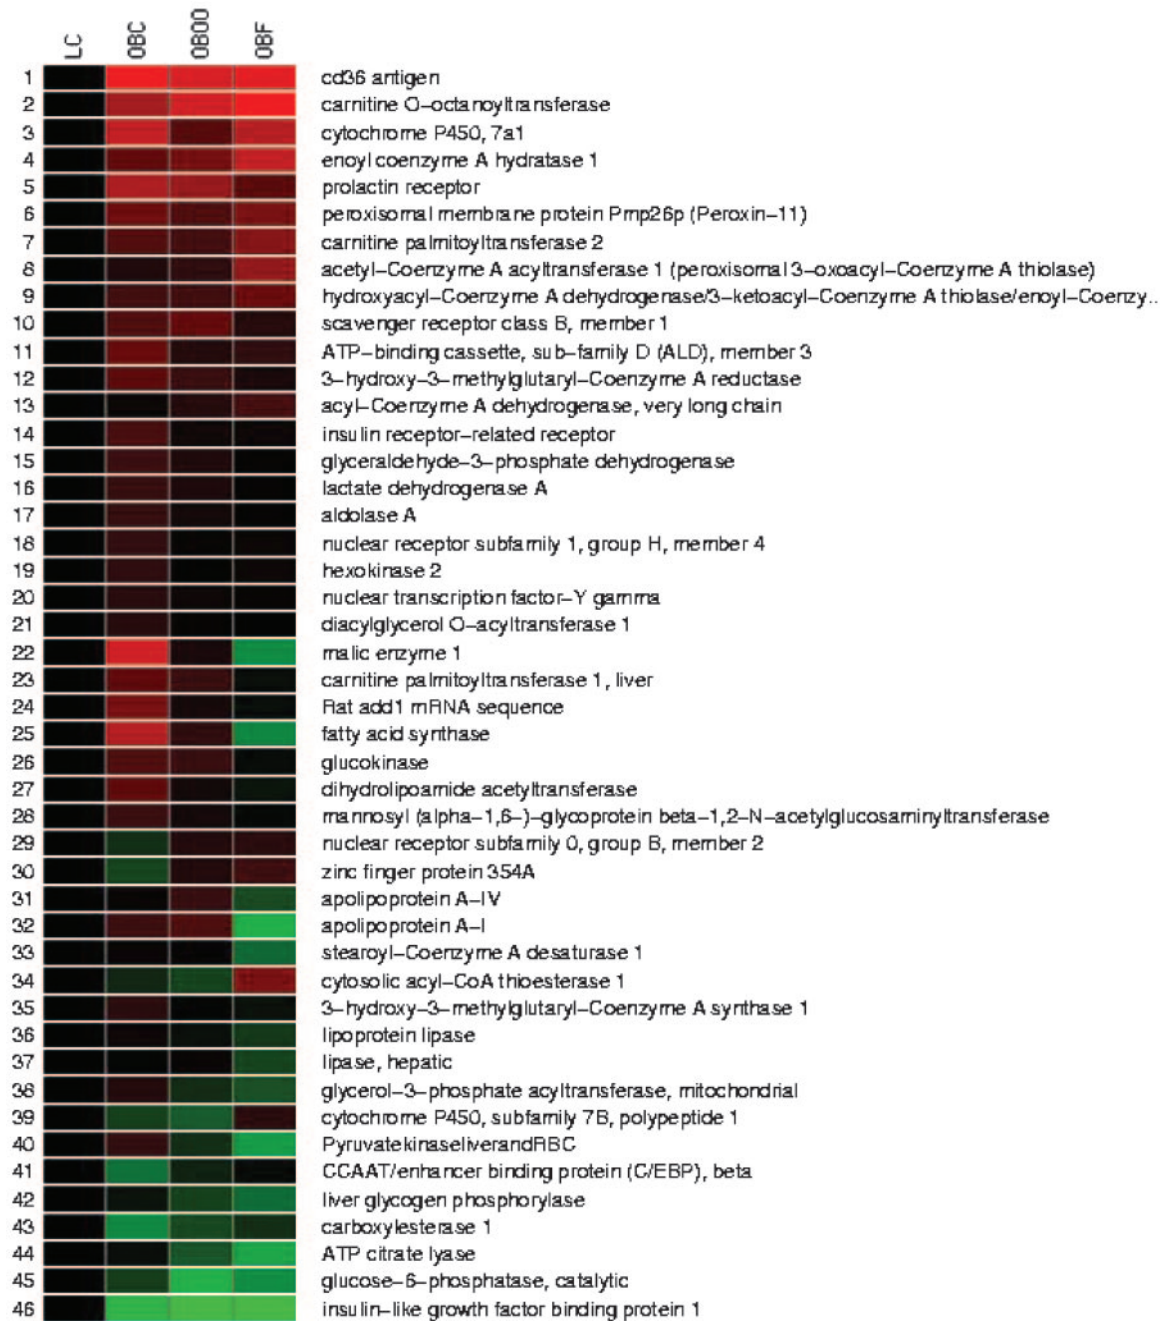 LC OBC OBOO OBF
1 cd36 antigen
2 carnitine O-octanoyltransferase
3 cytochrome P450, 7a1
4 enoyl coenzyme A hydratase 1
5 prolactin receptor
6 peroxisomal membrane protein Pmp26p (Peroxin-11)
7 carnitine palmitoyltransferase 2
8 acetyl-Coenzyme A acyltransferase 1 (peroxisomal 3-oxoacyl-Coenzyme A thiolase)
9 hydroxyacyl-Coenzyme A dehydrogenase/3-ketoacyl-Coenzyme A thiolase/enoyl-Coenzy..
10 scavenger receptor class B, member 1
11 ATP-binding cassette, sub-family D (ALD), member 3
12 3-hydroxy-3-methylglutaryl-Coenzyme A reductase
13 acyl-Coenzyme A dehydrogenase, very long chain
14 insulin receptor-related receptor
15 glyceraldehyde-3-phosphate dehydrogenase
16 lactate dehydrogenase A
17 aldolase A
18 nuclear receptor subfamily 1, group H, member 4
19 hexokinase 2
20 nuclear transcription factor-Y gamma
21 diacylglycerol O-acyltransferase 1
22 malic enzyme 1
23 carnitine palmitoyltransferase 1, liver
24 Rat add1 mRNA sequence
25 fatty acid synthase
26 glucokinase
27 dihydrolipoamide acetyltransferase
28 mannosyl (alpha-1,6-)-glycoprotein beta-1,2-N-acetylglucosaminyltransferase
29 nuclear receptor subfamily 0, group B, member 2
30 zinc finger protein 354A
31 apolipoprotein A-IV
32 apolipoprotein A-I
33 stearoyl-Coenzyme A desaturase 1
34 cytosolic acyl-CoA thioesterase 1
35 3-hydroxy-3-methylglutaryl-Coenzyme A synthase 1
36 lipoprotein lipase
37 lipase, hepatic
38 glycerol-3-phosphate acyltransferase, mitochondrial
39 cytochrome P450, subfamily 7B, polypeptide 1
40 PyruvatekinaseliverandRBC
41 CCAAT/enhancer binding protein (C/EBP), beta
42 liver glycogen phosphorylase
43 carboxylesterase 1
44 ATP citrate lyase
45 glucose-6-phosphatase, catalytic
46 insulin-like growth factor binding protein 1